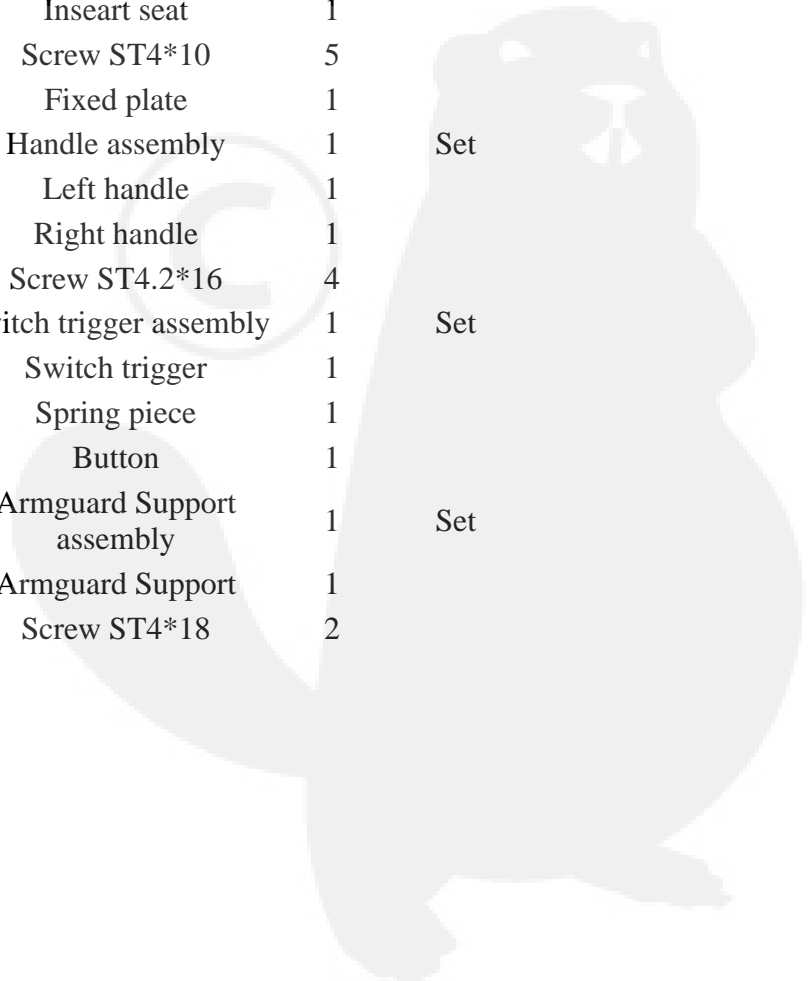 Inseart seat 1
Screw ST4*10 5
Fixed plate 1
Handle assembly 1 Set
Left handle 1
Right handle 1
Screw ST4.2*16 4
itch trigger assembly 1 Set
Switch trigger 1
Spring piece 1
Button 1
Armguard Support
assembly 1 Set
Armguard Support 1
Screw ST4*18 2
©